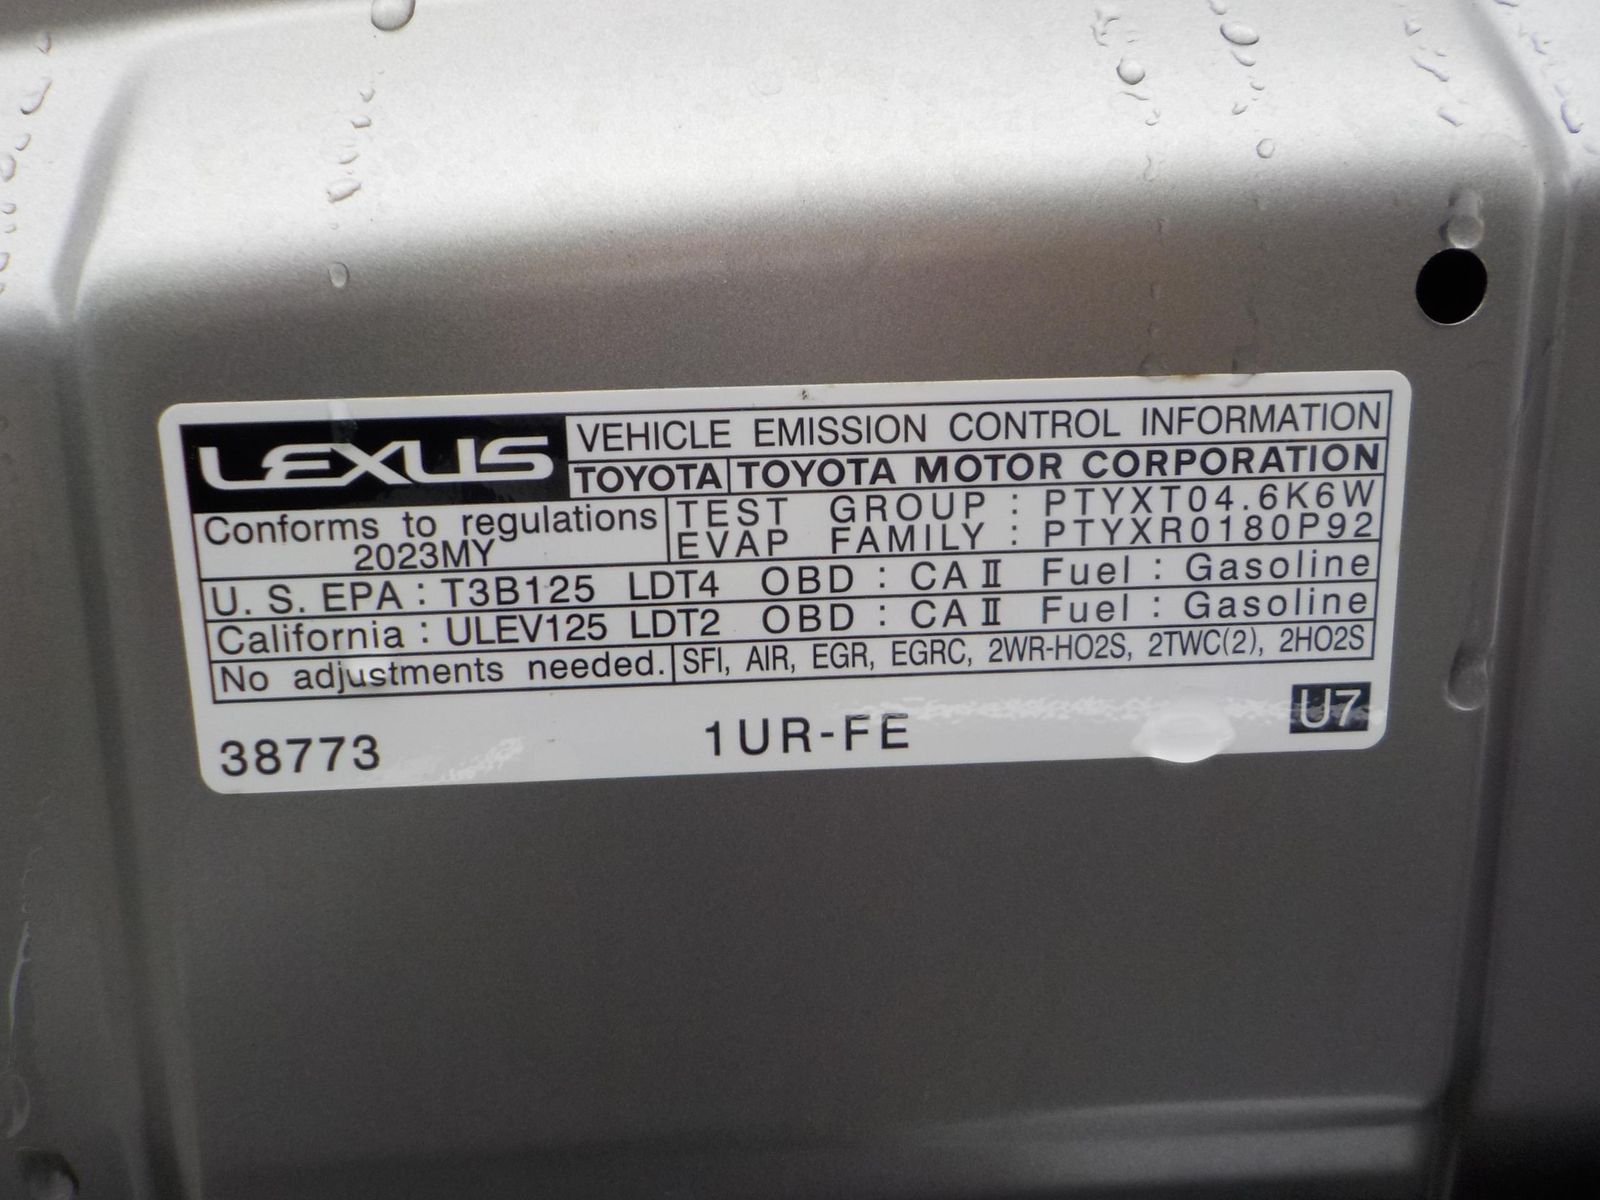 LEXUS VEHICLE EMISSION CONTROL INFORMATION
TOYOTA TOYOTA MOTOR CORPORATION
Conforms to regulations
2023MY
TEST GROUP : PTYXT04.6K6W
EVAP FAMILY : PTYXR0180P92
U. S. EPA : T3B125 LDT4 OBD : CA II Fuel : Gasoline
California : ULEV125 LDT2 OBD : CA II Fuel : Gasoline
No adjustments needed. SFI, AIR, EGR, EGRC, 2WR-HO2S, 2TWC(2), 2HO2S
38773 1UR-FE U7